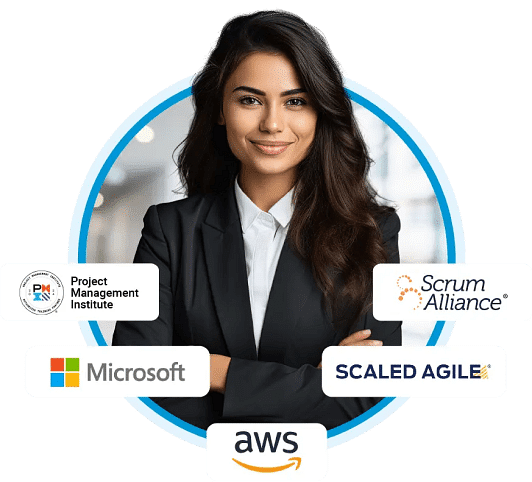 Project
Management
Institute
Scrum
Alliance®
Microsoft
SCALED AGILE®
aws